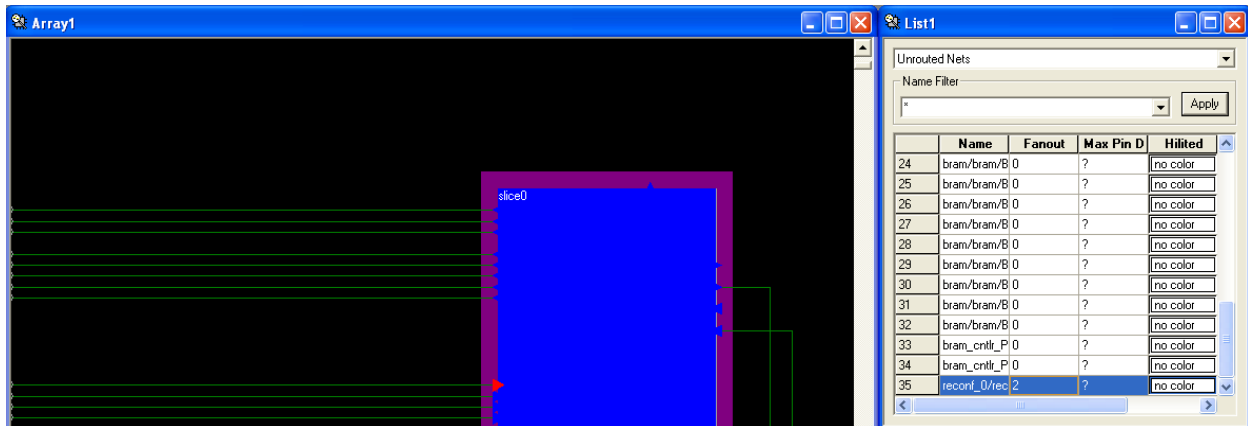 Array1
slice0
List1
Unrouted Nets
Name Filter
*
Apply
Name Fanout Max Pin D Hilited
24 bram/bram/B 0 ? no color
25 bram/bram/B 0 ? no color
26 bram/bram/B 0 ? no color
27 bram/bram/B 0 ? no color
28 bram/bram/B 0 ? no color
29 bram/bram/B 0 ? no color
30 bram/bram/B 0 ? no color
31 bram/bram/B 0 ? no color
32 bram/bram/B 0 ? no color
33 bram_cntlr_P 0 ? no color
34 bram_cntlr_P 0 ? no color
35 reconf_0/rec 2 ? no color